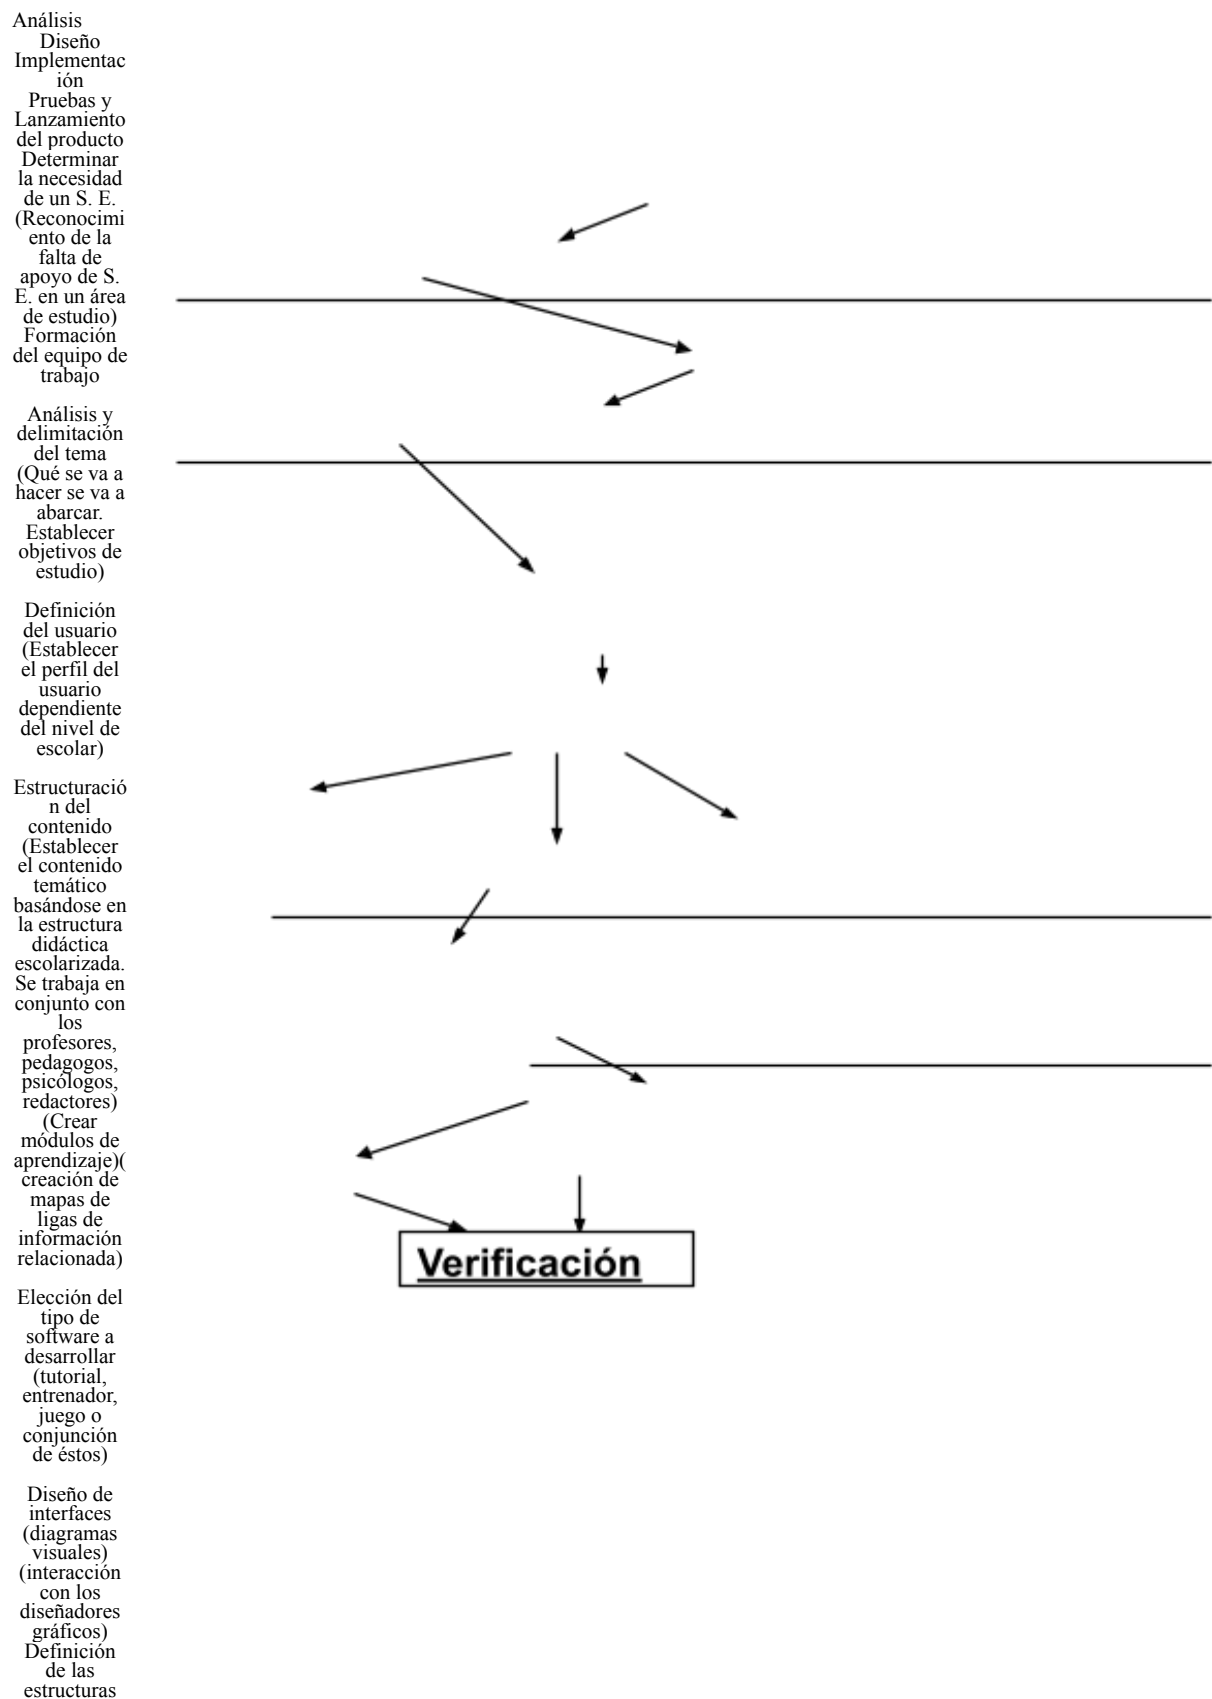 Análisis
Diseño
Implementac
ión
Pruebas y
Lanzamiento
del producto
Determinar
la necesidad
de un S. E.
(Reconocimi
ento de la
falta de
apoyo de S.
E. en un área
de estudio)
Formación
del equipo de
trabajo
Análisis y
delimitación
del tema
(Qué se va a
hacer se va a
abarcar.
Establecer
objetivos de
estudio)
Definición
del usuario
(Establecer
el perfil del
usuario
dependiente
del nivel de
escolar)
Estructuració
n del
contenido
(Establecer
el contenido
temático
basándose en
la estructura
didáctica
escolarizada.
Se trabaja en
conjunto con
los
profesores,
pedagogos,
psicólogos,
redactores)
(Crear
módulos de
aprendizaje)(
creación de
mapas de
ligas de
información
relacionada)
Verificación
Elección del
tipo de
software a
desarrollar
(tutorial,
entrenador,
juego o
conjunción
de éstos)
Diseño de
interfaces
(diagramas
visuales)
(interacción
con los
diseñadores
gráficos)
Definición
de las
estructuras